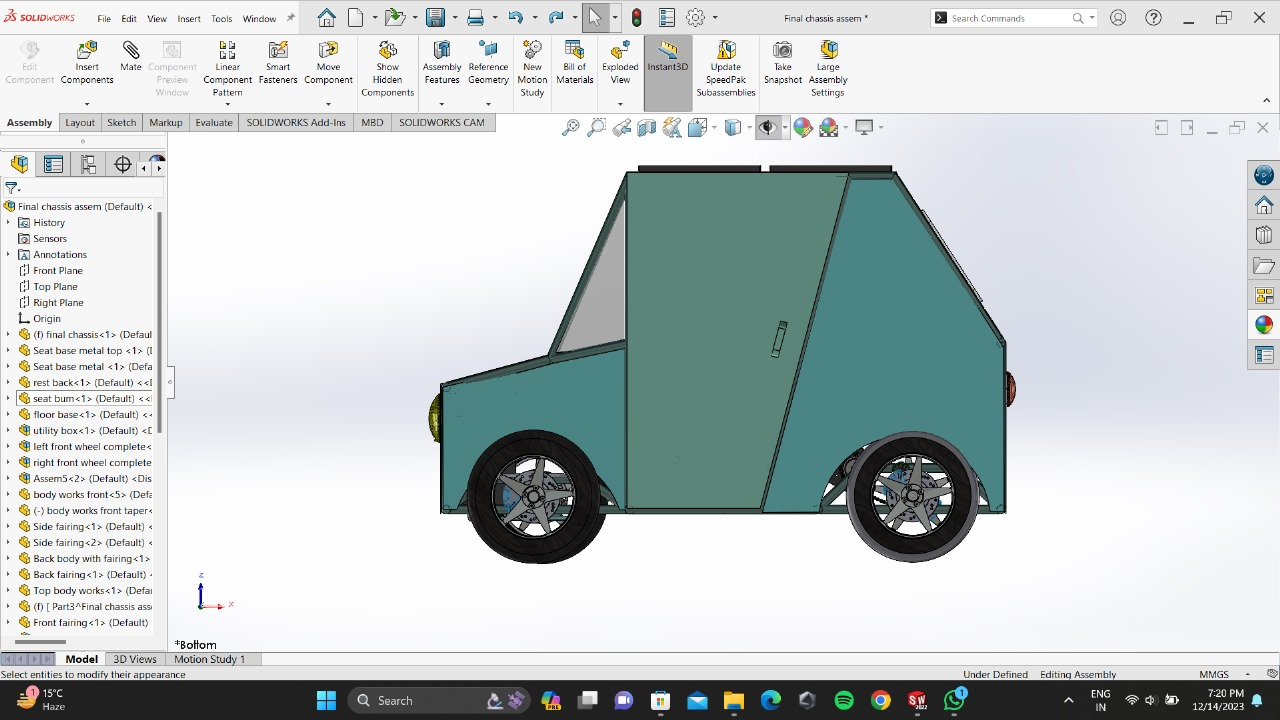 SOLIDWORKS File Edit View Insert Tools Window Final chassis assem * Search Commands
Edit Component
Insert Components
Mate
Component Preview Window
Linear Component Pattern
Smart Fasteners
Move Component
Show Hidden Components
Assembly Features
Reference Geometry
New Motion Study
Bill of Materials
Exploded View
Instant3D
Update SpeedPak Subassemblies
Take Snapshot
Large Assembly Settings
Assembly Layout Sketch Markup Evaluate SOLIDWORKS Add-Ins MBD SOLIDWORKS CAM
Final chassis assem (Default) <
History
Sensors
Annotations
Front Plane
Top Plane
Right Plane
Origin
(f) final chassis<1> (Defaul
Seat base metal top <1> (D
Seat base metal <1> (Defa
rest back<1> (Default) <<D
seat bum<1> (Default) <<
floor base<1> (Default) <<
utility box<1> (Default) <<
left front wheel complete<
right front wheel complete
Assem5<2> (Default) <Dis
body works front<5> (Defa
(-) body works front taper<
Side fairing<1> (Default) <
Side fairing<2> (Default) <
Back body with fairing<1>
Back fairing<1> (Default) <
Top body works<1> (Defau
(f) [ Part3^Final chassis ass
Front fairing<1> (Default)
z
x
*Bottom
Model 3D Views Motion Study 1
Select entities to modify their appearance Under Defined Editing Assembly MMGS
1 15°C
Haze
Search
PRE
SW
2022
1
ENG
IN
7:20 PM
12/14/2023